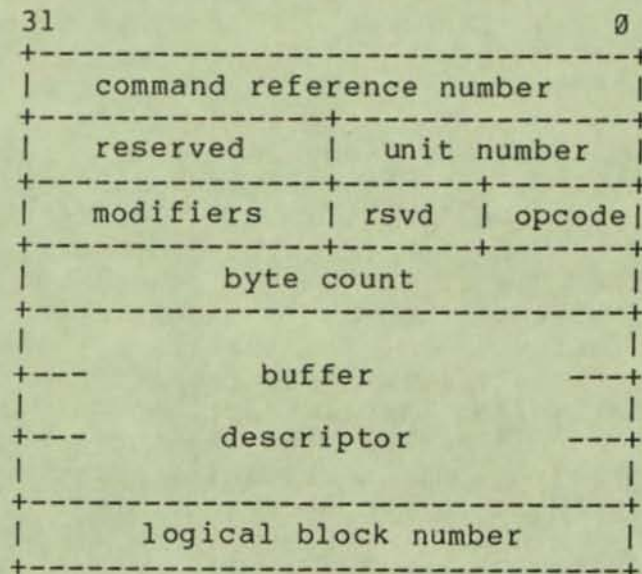 31 0
+-------------------------------+
| command reference number |
+---------------+---------------+
| reserved | unit number |
+---------------+-------+-------+
| modifiers | rsvd | opcode|
+---------------+-------+-------+
| byte count |
+-------------------------------+
| |
+--- buffer ---+
| |
+--- descriptor ---+
| |
+-------------------------------+
| logical block number |
+-------------------------------+